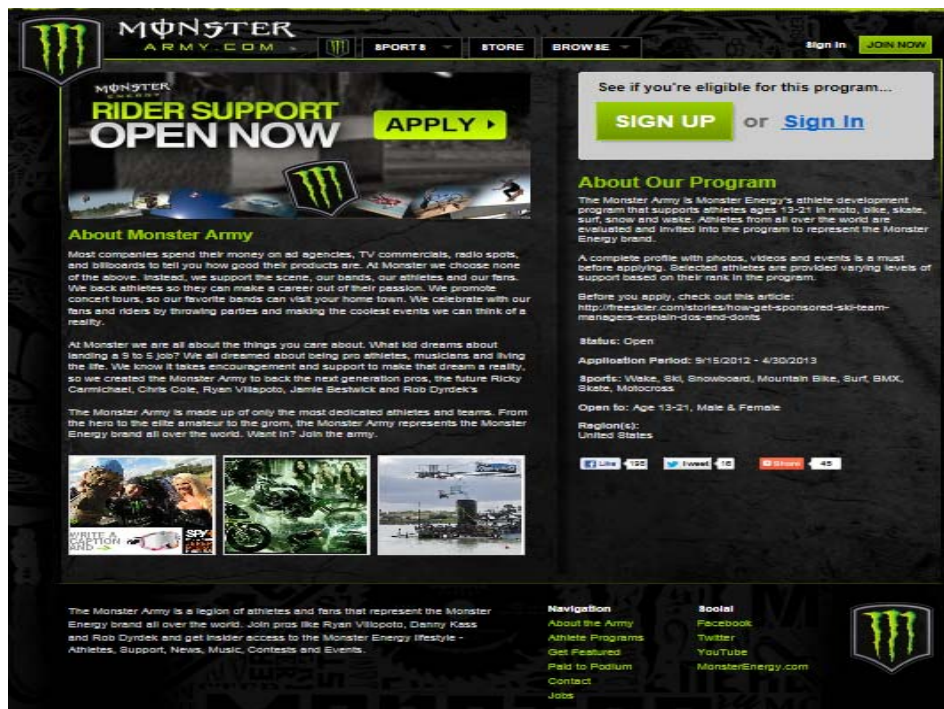 MONSTER
ARMY.COM
SPORTS
STORE
BROWSE
Sign In
JOIN NOW
MONSTER
ENERGY
RIDER SUPPORT
OPEN NOW
APPLY
See if you're eligible for this program...
SIGN UP or Sign In
About Monster Army
Most companies spend their money on ad agencies, TV commercials, radio spots,
and billboards to tell you how good their products are. At Monster we choose none
of the above. Instead, we support the scene, our bands, our athletes and our fans.
We back athletes so they can make a career out of their passion. We promote
concert tours, so our favorite bands can visit your home town. We celebrate with our
fans and riders by throwing parties and making the coolest events we can think of a
reality.
At Monster we are all about the things you care about. What kid dreams about
landing a 9 to 5 job? We all dreamed about being pro athletes, musicians and living
the life. We know it takes encouragement and support to make that dream a reality,
so we created the Monster Army to back the next generation pros, the future Ricky
Carmichael, Chris Cole, Ryan Villapoto, Jamie Bestwick and Rob Dyrdek's
The Monster Army is made up of only the most dedicated athletes and teams. From
the hero to the elite amateur to the grom, the Monster Army represents the Monster
Energy brand all over the world. Want in? Join the army.
WRITE A
CAPTION
AND
SPY
About Our Program
The Monster Army is Monster Energy's athlete development
program that supports athletes ages 13-21 in moto, bike, skate,
surf, snow and wake. Athletes from all over the world are
evaluated and invited into the program to represent the Monster
Energy brand.
A complete profile with photos, videos and events is a must
before applying. Selected athletes are provided varying levels of
support based on their rank in the program.
Before you apply, check out this article:
http://freeskier.com/stories/how-get-sponsored-ski-team-
managers-explain-dos-and-donts
Status: Open
Application Period: 9/15/2012 - 4/30/2013
Sports: Wake, Ski, Snowboard, Mountain Bike, Surf, BMX,
Skate, Motocross
Open to: Age 13-21, Male & Female
Region(s):
United States
Like 195 Tweet 16 Share 45
The Monster Army is a legion of athletes and fans that represent the Monster
Energy brand all over the world. Join pros like Ryan Villopoto, Danny Kass
and Rob Dyrdek and get insider access to the Monster Energy lifestyle -
Athletes, Support, News, Music, Contests and Events.
Navigation
About the Army
Athlete Programs
Get Featured
Paid to Podium
Contact
Jobs
Social
Facebook
Twitter
YouTube
MonsterEnergy.com